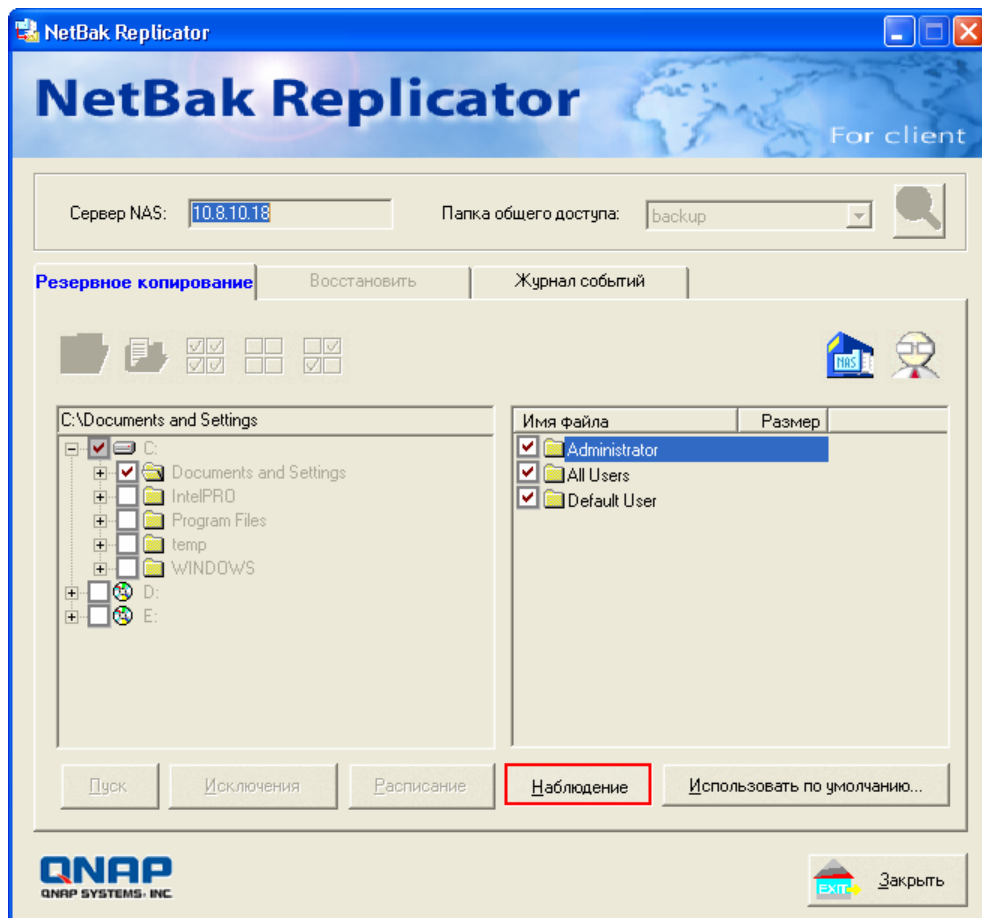 NetBak Replicator
NetBak Replicator
For client
Сервер NAS: 10.8.10.18 Папка общего доступа: backup
Резервное копирование Восстановить Журнал событий
NAS
C:\Documents and Settings
Имя файла Размер
C:
Documents and Settings
IntelPRO
Program Files
temp
WINDOWS
D:
E:
Administrator
All Users
Default User
Пуск Исключения Расписание Наблюдение Использовать по умолчанию...
QNAP
QNAP SYSTEMS, INC
EXIT Закрыть